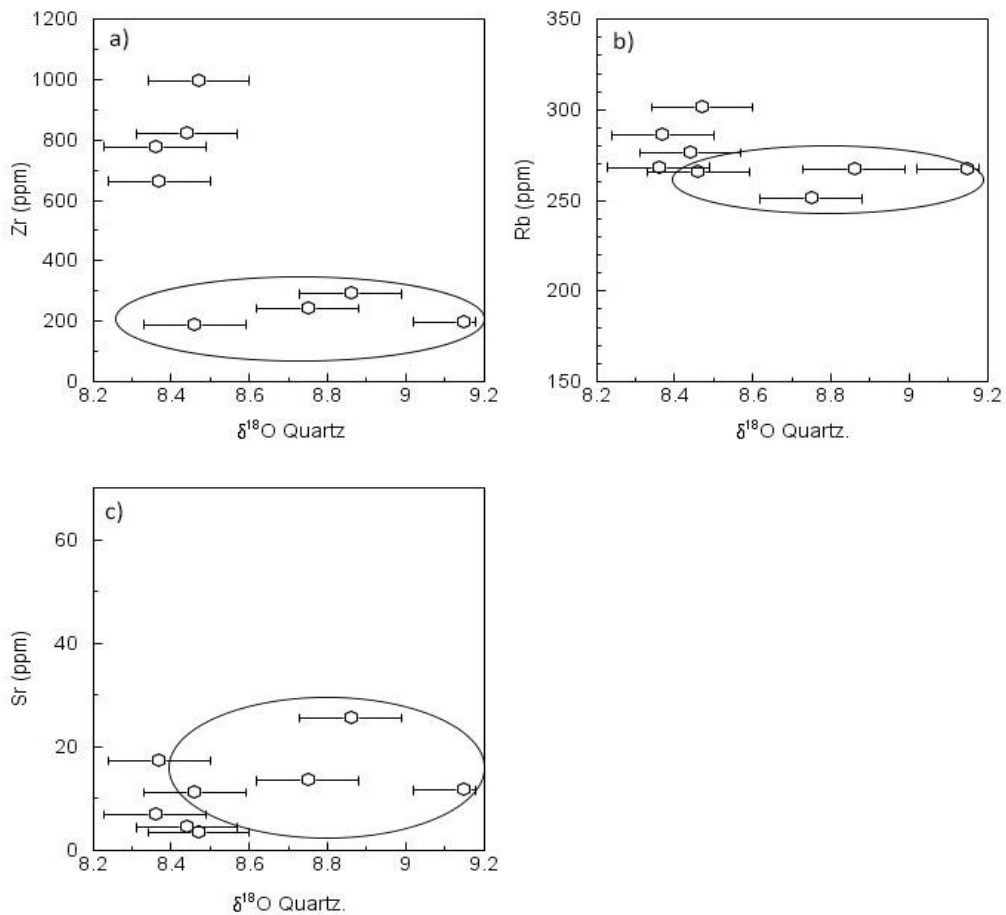 a)
1200
1000
800
600
400
200
0
Zr (ppm)
8.2 8.4 8.6 8.8 9 9.2
δ¹⁸O Quartz
b)
350
300
250
200
150
Rb (ppm)
8.2 8.4 8.6 8.8 9 9.2
δ¹⁸O Quartz.
c)
60
40
20
0
Sr (ppm)
8.2 8.4 8.6 8.8 9 9.2
δ¹⁸O Quartz.